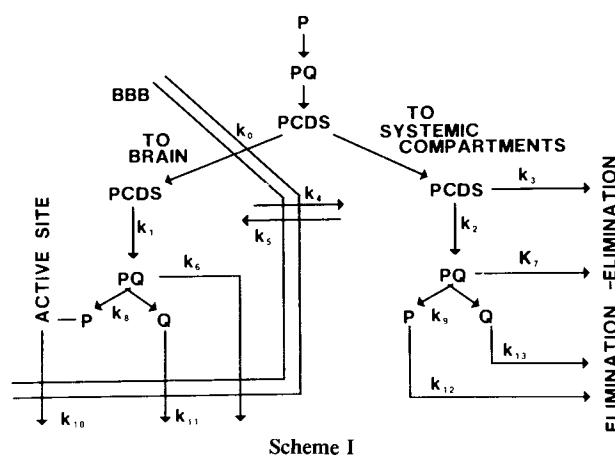 P
PQ
PCDS
BBB
k₀
TO
BRAIN
TO
SYSTEMIC
COMPARTMENTS
PCDS
k₄
k₅
PCDS
k₃
k₁
k₂
ACTIVE SITE
PQ
k₆
PQ
K₇
P
k₈
Q
P
k₉
Q
k₁₃
k₁₂
k₁₀
k₁₁
ELIMINATION - ELIMINATION
Scheme I